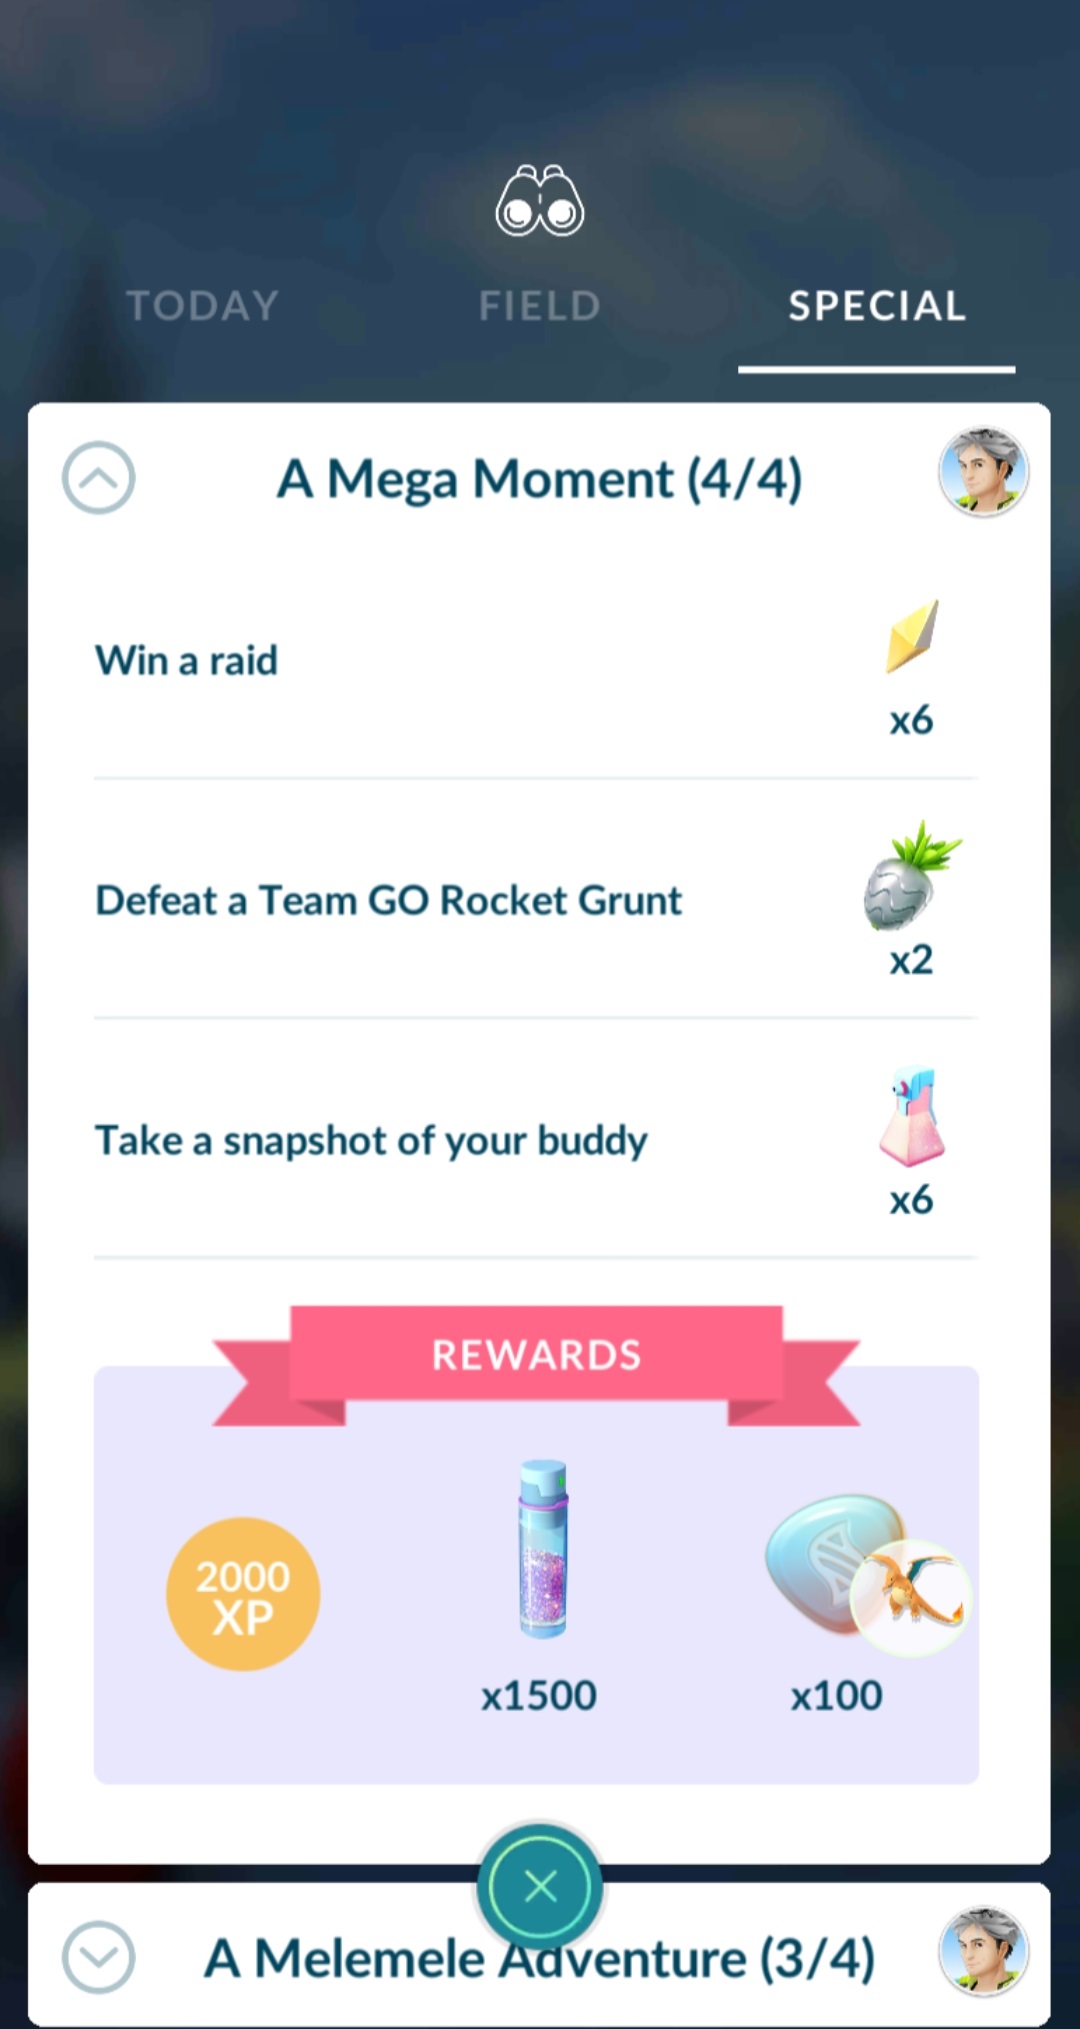 TODAY
FIELD
SPECIAL
A Mega Moment (4/4)
Win a raid
x6
Defeat a Team GO Rocket Grunt
x2
Take a snapshot of your buddy
x6
REWARDS
2000
XP
x1500
x100
A Melemele Adventure (3/4)